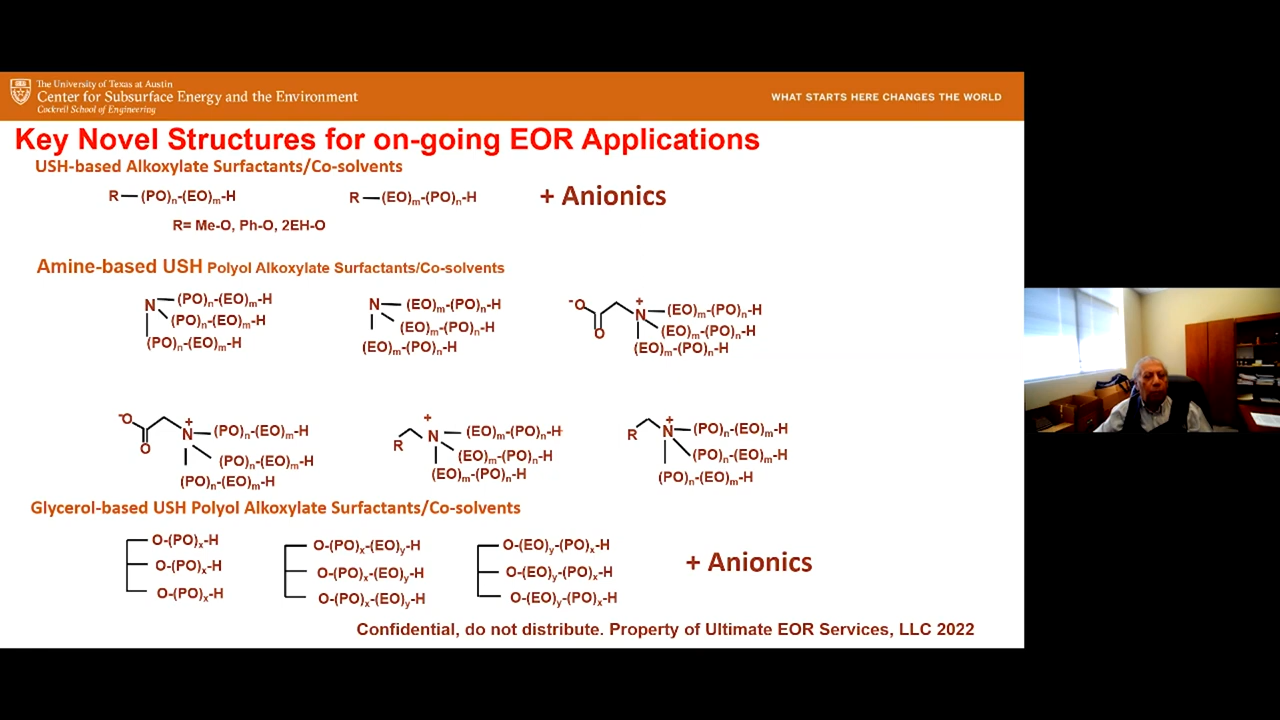 The University of Texas at Austin
Center for Subsurface Energy and the Environment
Cockrell School of Engineering
WHAT STARTS HERE CHANGES THE WORLD
Key Novel Structures for on-going EOR Applications
USH-based Alkoxylate Surfactants/Co-solvents
R—(PO)n-(EO)m-H
R—(EO)m-(PO)n-H
+ Anionics
R= Me-O, Ph-O, 2EH-O
Amine-based USH Polyol Alkoxylate Surfactants/Co-solvents
N (PO)n-(EO)m-H
(PO)n-(EO)m-H
(PO)n-(EO)m-H
N (EO)m-(PO)n-H
(EO)m-(PO)n-H
(EO)m-(PO)n-H
-O O N+ (EO)m-(PO)n-H
(EO)m-(PO)n-H
(EO)m-(PO)n-H
-O O N+ (PO)n-(EO)m-H
(PO)n-(EO)m-H
(PO)n-(EO)m-H
R N+ (EO)m-(PO)n-H
(EO)m-(PO)n-H
(EO)m-(PO)n-H
R N+ (PO)n-(EO)m-H
(PO)n-(EO)m-H
(PO)n-(EO)m-H
Glycerol-based USH Polyol Alkoxylate Surfactants/Co-solvents
O-(PO)x-H
O-(PO)x-H
O-(PO)x-H
O-(PO)x-(EO)y-H
O-(PO)x-(EO)y-H
O-(PO)x-(EO)y-H
O-(EO)y-(PO)x-H
O-(EO)y-(PO)x-H
O-(EO)y-(PO)x-H
+ Anionics
Confidential, do not distribute. Property of Ultimate EOR Services, LLC 2022